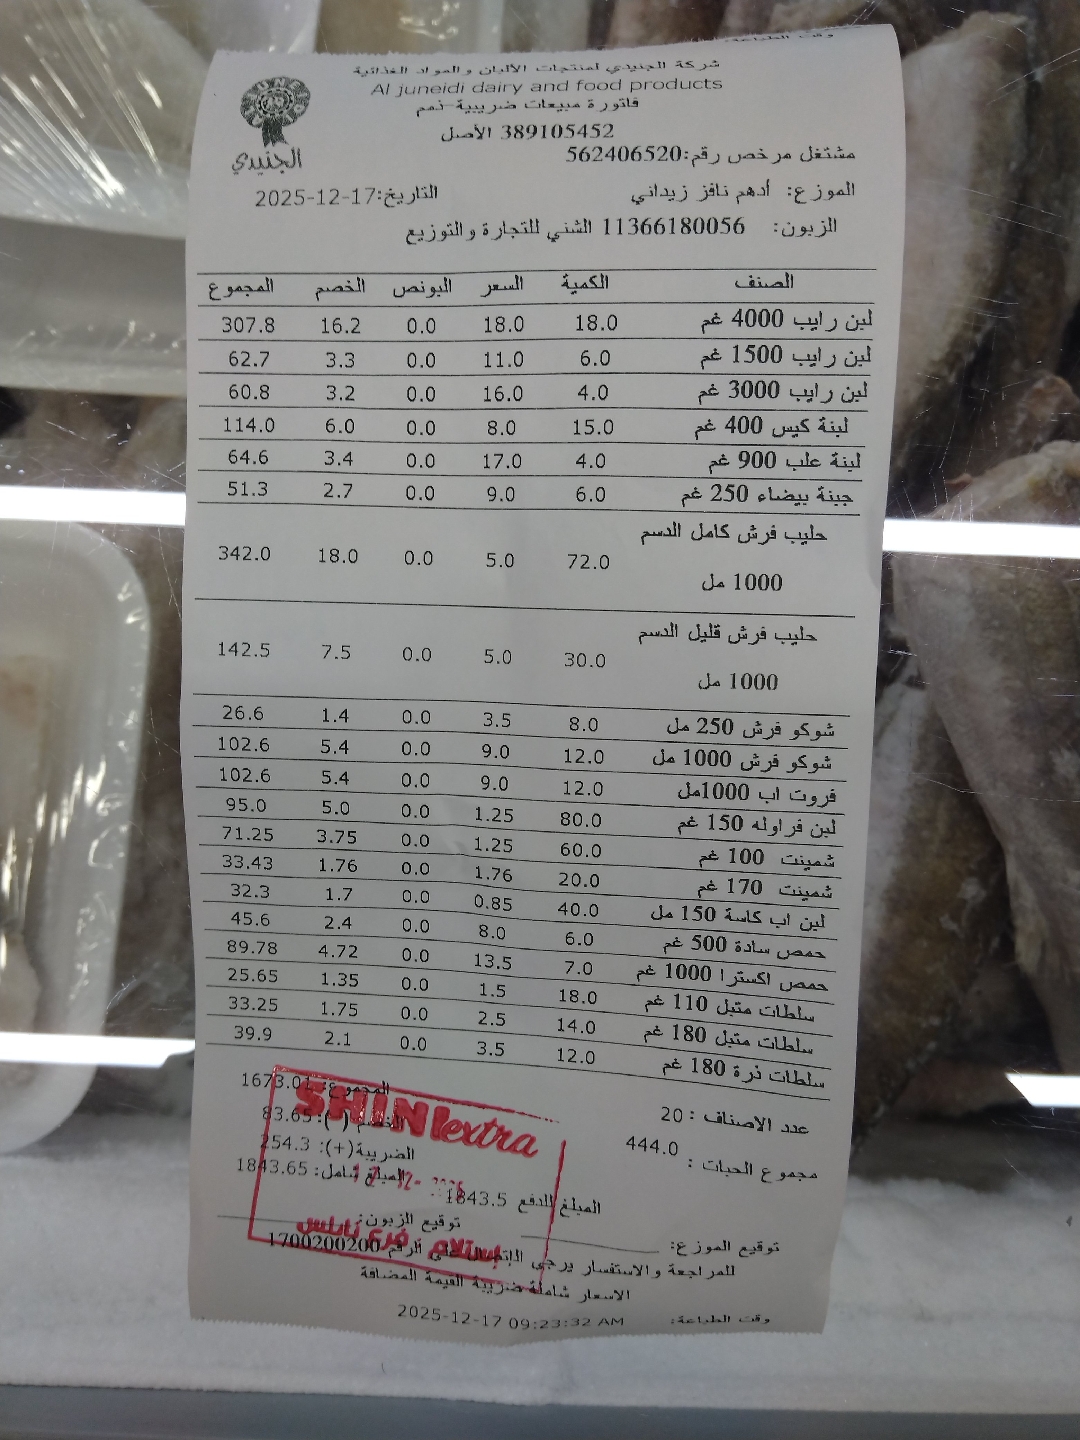 وقت الطباعة:
شركة الجنيدي لمنتجات الألبان والمواد الغذائية
Al juneidi dairy and food products
فاتورة مبيعات ضريبية-ذمم
389105452 الأصل
الجنيدي
مشتغل مرخص رقم:562406520
الموزع: أدهم نافز زيداني التاريخ:2025-12-17
الزبون: 11366180056 الشني للتجارة والتوزيع
الصنف الكمية السعر البونص الخصم المجموع
لبن رايب 4000 غم 18.0 18.0 0.0 16.2 307.8
لبن رايب 1500 غم 6.0 11.0 0.0 3.3 62.7
لبن رايب 3000 غم 4.0 16.0 0.0 3.2 60.8
لبنة كيس 400 غم 15.0 8.0 0.0 6.0 114.0
لبنة علب 900 غم 4.0 17.0 0.0 3.4 64.6
جبنة بيضاء 250 غم 6.0 9.0 0.0 2.7 51.3
حليب فرش كامل الدسم
1000 مل 72.0 5.0 0.0 18.0 342.0
حليب فرش قليل الدسم
1000 مل 30.0 5.0 0.0 7.5 142.5
شوكو فرش 250 مل 8.0 3.5 0.0 1.4 26.6
شوكو فرش 1000 مل 12.0 9.0 0.0 5.4 102.6
فروت اب 1000مل 12.0 9.0 0.0 5.4 102.6
لبن فراوله 150 غم 80.0 1.25 0.0 5.0 95.0
شمينت 100 غم 60.0 1.25 0.0 3.75 71.25
شمينت 170 غم 20.0 1.76 0.0 1.76 33.43
لبن اب كاسة 150 مل 40.0 0.85 0.0 1.7 32.3
حمص سادة 500 غم 6.0 8.0 0.0 2.4 45.6
حمص اكسترا 1000 غم 7.0 13.5 0.0 4.72 89.78
سلطات متبل 110 غم 18.0 1.5 0.0 1.35 25.65
سلطات متبل 180 غم 14.0 2.5 0.0 1.75 33.25
سلطات ذرة 180 غم 12.0 3.5 0.0 2.1 39.9
المجموع: 1673.01
عدد الاصناف : 20 الخصم (-): 83.65
مجموع الحبات : 444.0 الضريبة(+): 254.3
المبلغ شامل: 1843.65
المبلغ للدفع 1843.5
SHINI extra
استلام فرع نابلس
توقيع الموزع: توقيع الزبون:
للمراجعة والاستفسار يرجى الإتصال على الرقم 1700200200
الاسعار شاملة ضريبة القيمة المضافة
وقت الطباعة: 2025-12-17 09:23:32 AM